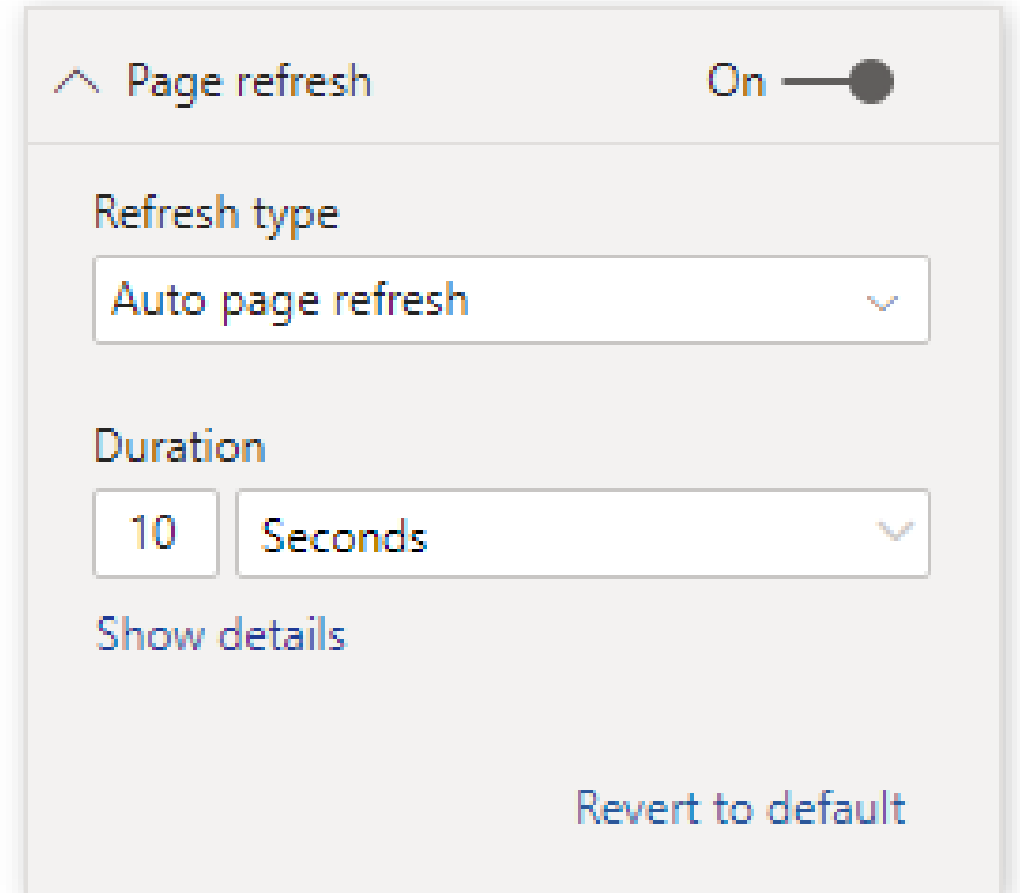 Page refresh On
Refresh type
Auto page refresh
Duration
10 Seconds
Show details
Revert to default